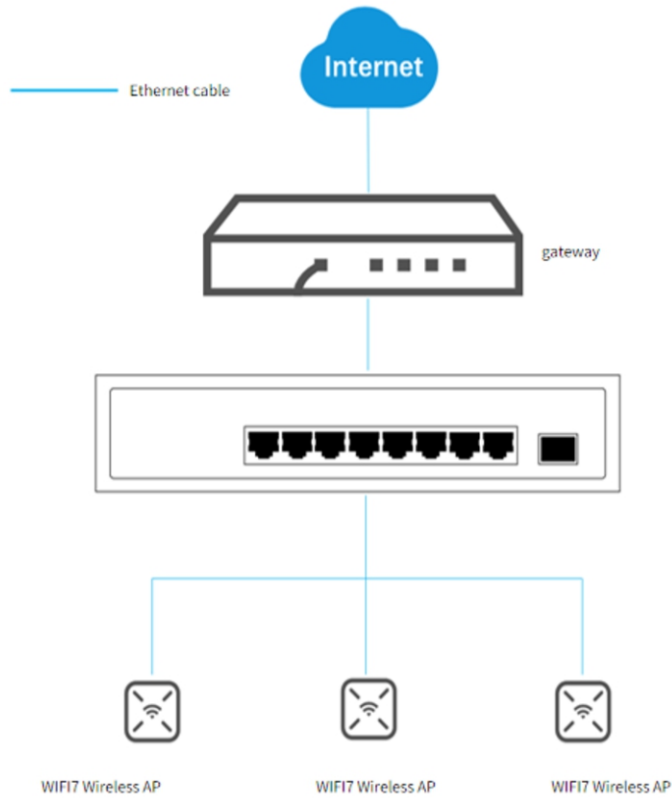 Internet
Ethernet cable
gateway
WIFI7 Wireless AP
WIFI7 Wireless AP
WIFI7 Wireless AP